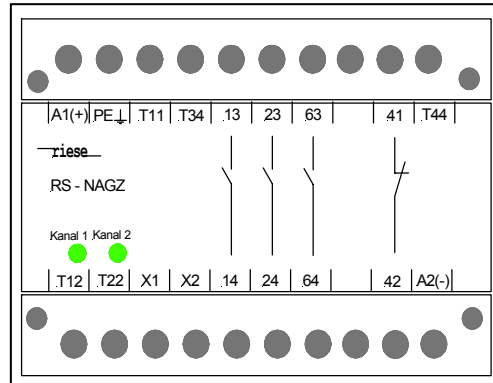 A1(+) PE T11 T34 13 23 63 41 T44
riese
RS - NAGZ
Kanal 1 Kanal 2
T12 T22 X1 X2 14 24 64 42 A2(-)